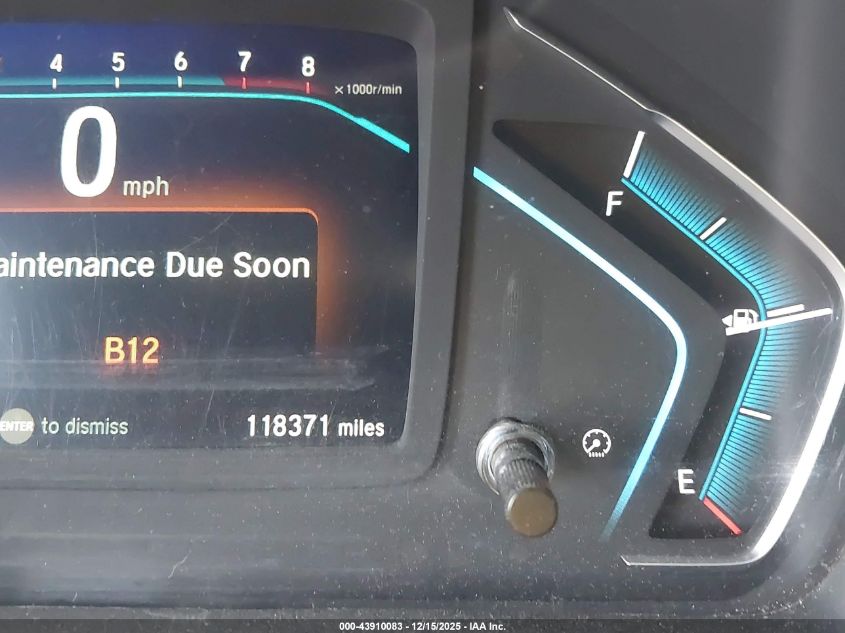 4 5 6 7 8
×1000r/min
0 mph
aintenance Due Soon
B12
ENTER to dismiss
118371 miles
F
E
000-43910083 - 12/15/2025 - IAA Inc.